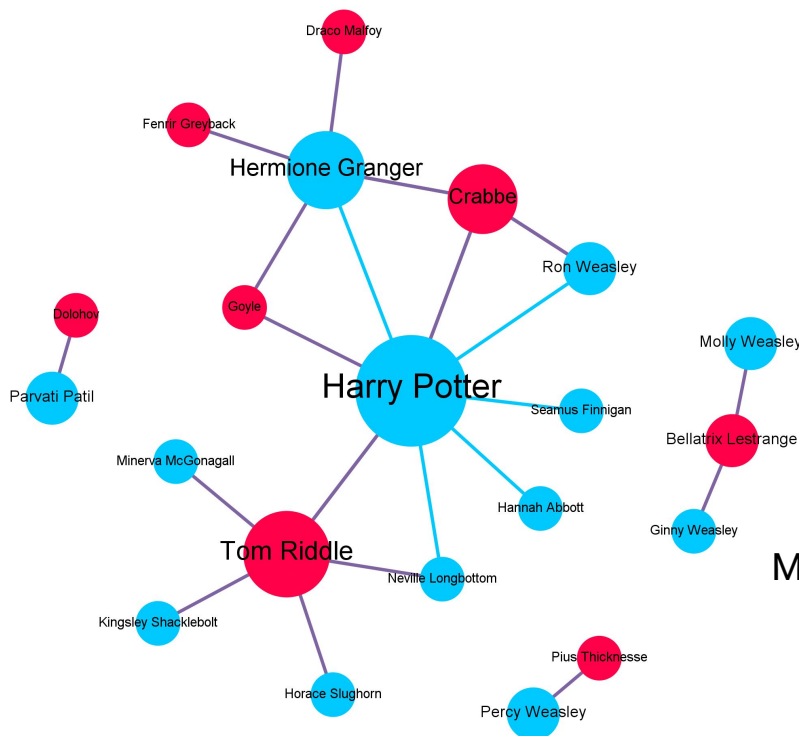 Draco Malfoy
Fenrir Greyback
Hermione Granger
Crabbe
Ron Weasley
Goyle
Dolohov
Molly Weasley
Harry Potter
Parvati Patil
Seamus Finnigan
Bellatrix Lestrange
Minerva McGonagall
Hannah Abbott
Ginny Weasley
Tom Riddle
M
Neville Longbottom
Kingsley Shacklebolt
Pius Thicknesse
Horace Slughorn
Percy Weasley